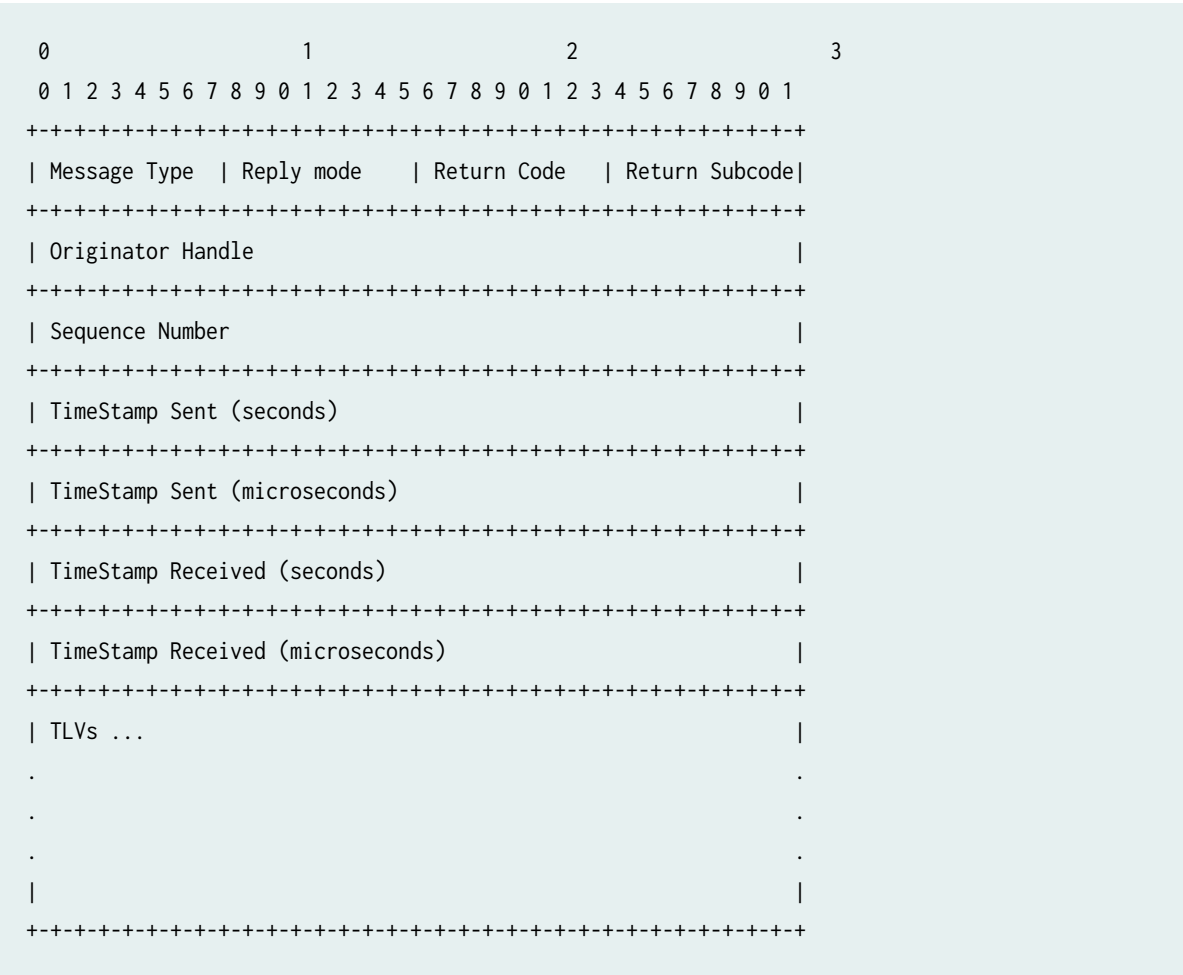 0                     1                     2                     3
 0 1 2 3 4 5 6 7 8 9 0 1 2 3 4 5 6 7 8 9 0 1 2 3 4 5 6 7 8 9 0 1
+-+-+-+-+-+-+-+-+-+-+-+-+-+-+-+-+-+-+-+-+-+-+-+-+-+-+-+-+-+-+-+-+
| Message Type  | Reply mode    | Return Code   | Return Subcode|
+-+-+-+-+-+-+-+-+-+-+-+-+-+-+-+-+-+-+-+-+-+-+-+-+-+-+-+-+-+-+-+-+
| Originator Handle                                             |
+-+-+-+-+-+-+-+-+-+-+-+-+-+-+-+-+-+-+-+-+-+-+-+-+-+-+-+-+-+-+-+-+
| Sequence Number                                               |
+-+-+-+-+-+-+-+-+-+-+-+-+-+-+-+-+-+-+-+-+-+-+-+-+-+-+-+-+-+-+-+-+
| TimeStamp Sent (seconds)                                      |
+-+-+-+-+-+-+-+-+-+-+-+-+-+-+-+-+-+-+-+-+-+-+-+-+-+-+-+-+-+-+-+-+
| TimeStamp Sent (microseconds)                                 |
+-+-+-+-+-+-+-+-+-+-+-+-+-+-+-+-+-+-+-+-+-+-+-+-+-+-+-+-+-+-+-+-+
| TimeStamp Received (seconds)                                  |
+-+-+-+-+-+-+-+-+-+-+-+-+-+-+-+-+-+-+-+-+-+-+-+-+-+-+-+-+-+-+-+-+
| TimeStamp Received (microseconds)                             |
+-+-+-+-+-+-+-+-+-+-+-+-+-+-+-+-+-+-+-+-+-+-+-+-+-+-+-+-+-+-+-+-+
| TLVs ...                                                      |
.                                                               .
.                                                               .
.                                                               .
|                                                               |
+-+-+-+-+-+-+-+-+-+-+-+-+-+-+-+-+-+-+-+-+-+-+-+-+-+-+-+-+-+-+-+-+